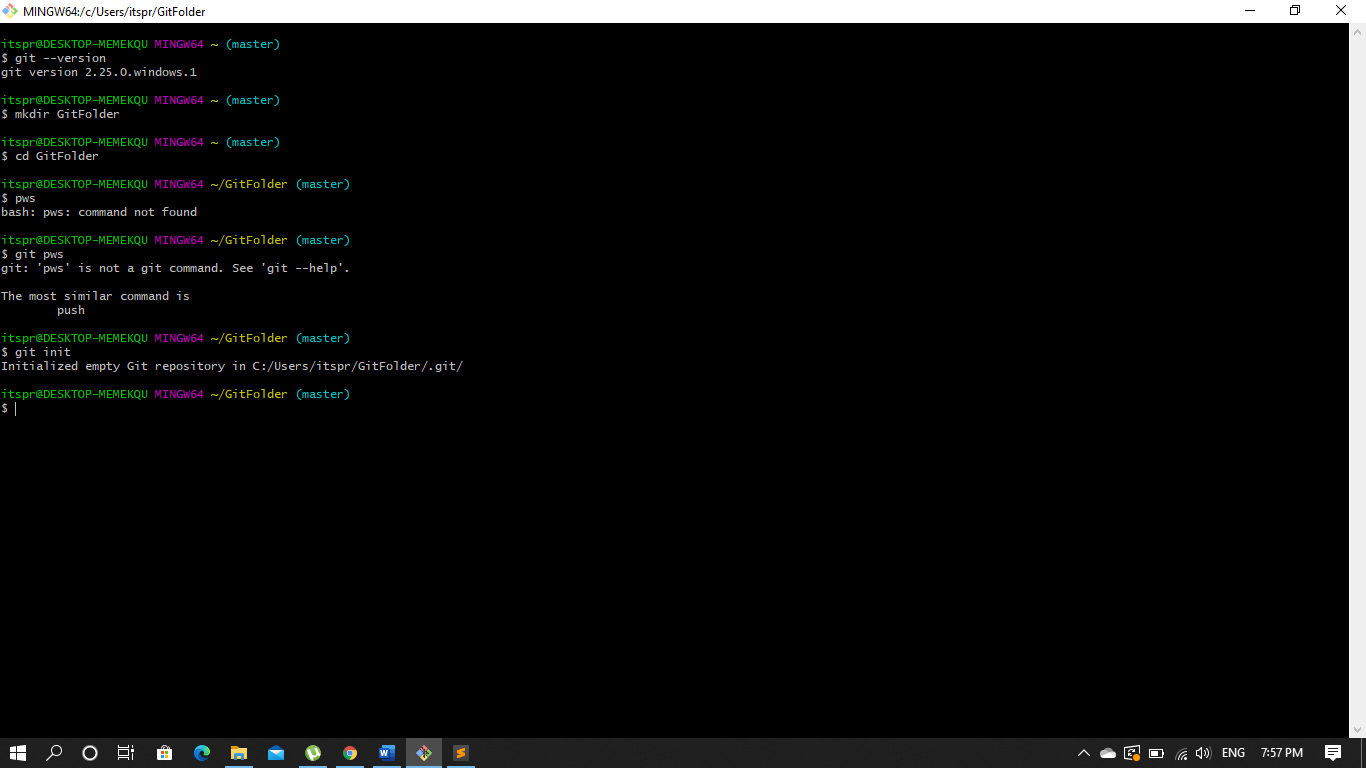 MINGW64:/c/Users/itspr/GitFolder
itspr@DESKTOP-MEMEKQU MINGW64 ~ (master)
$ git --version
git version 2.25.0.windows.1
itspr@DESKTOP-MEMEKQU MINGW64 ~ (master)
$ mkdir GitFolder
itspr@DESKTOP-MEMEKQU MINGW64 ~ (master)
$ cd GitFolder
itspr@DESKTOP-MEMEKQU MINGW64 ~/GitFolder (master)
$ pws
bash: pws: command not found
itspr@DESKTOP-MEMEKQU MINGW64 ~/GitFolder (master)
$ git pws
git: 'pws' is not a git command. See 'git --help'.
The most similar command is
push
itspr@DESKTOP-MEMEKQU MINGW64 ~/GitFolder (master)
$ git init
Initialized empty Git repository in C:/Users/itspr/GitFolder/.git/
itspr@DESKTOP-MEMEKQU MINGW64 ~/GitFolder (master)
$
ENG 7:57 PM